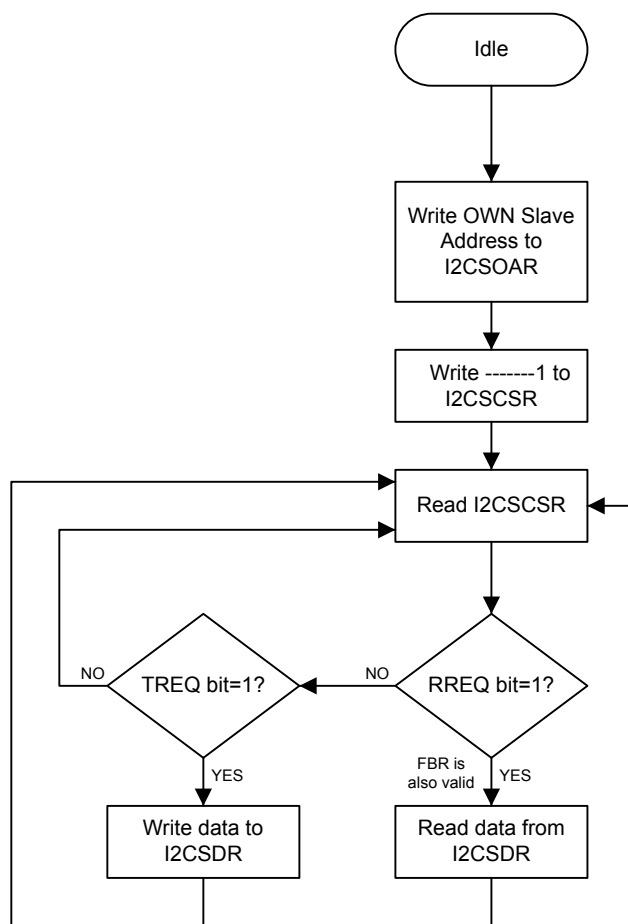 Idle
Write OWN Slave
Address to
I2CSOAR
Write -------1 to
I2CSCSR
Read I2CSCSR
NO
TREQ bit=1?
NO
RREQ bit=1?
YES
FBR is
also valid
YES
Write data to
I2CSDR
Read data from
I2CSDR